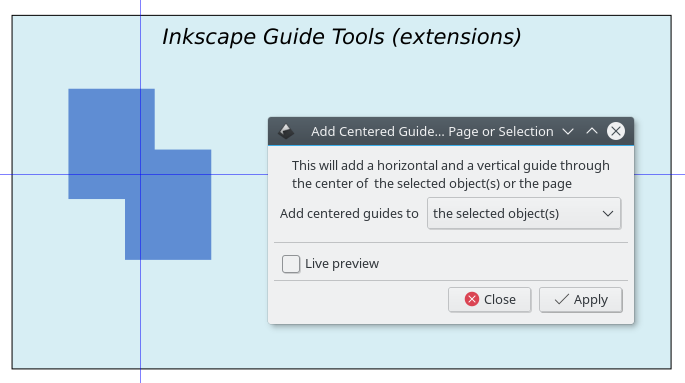 Inkscape Guide Tools (extensions)
Add Centered Guide... Page or Selection
This will add a horizontal and a vertical guide through
the center of  the selected object(s) or the page
Add centered guides to the selected object(s)
Live preview
Close Apply